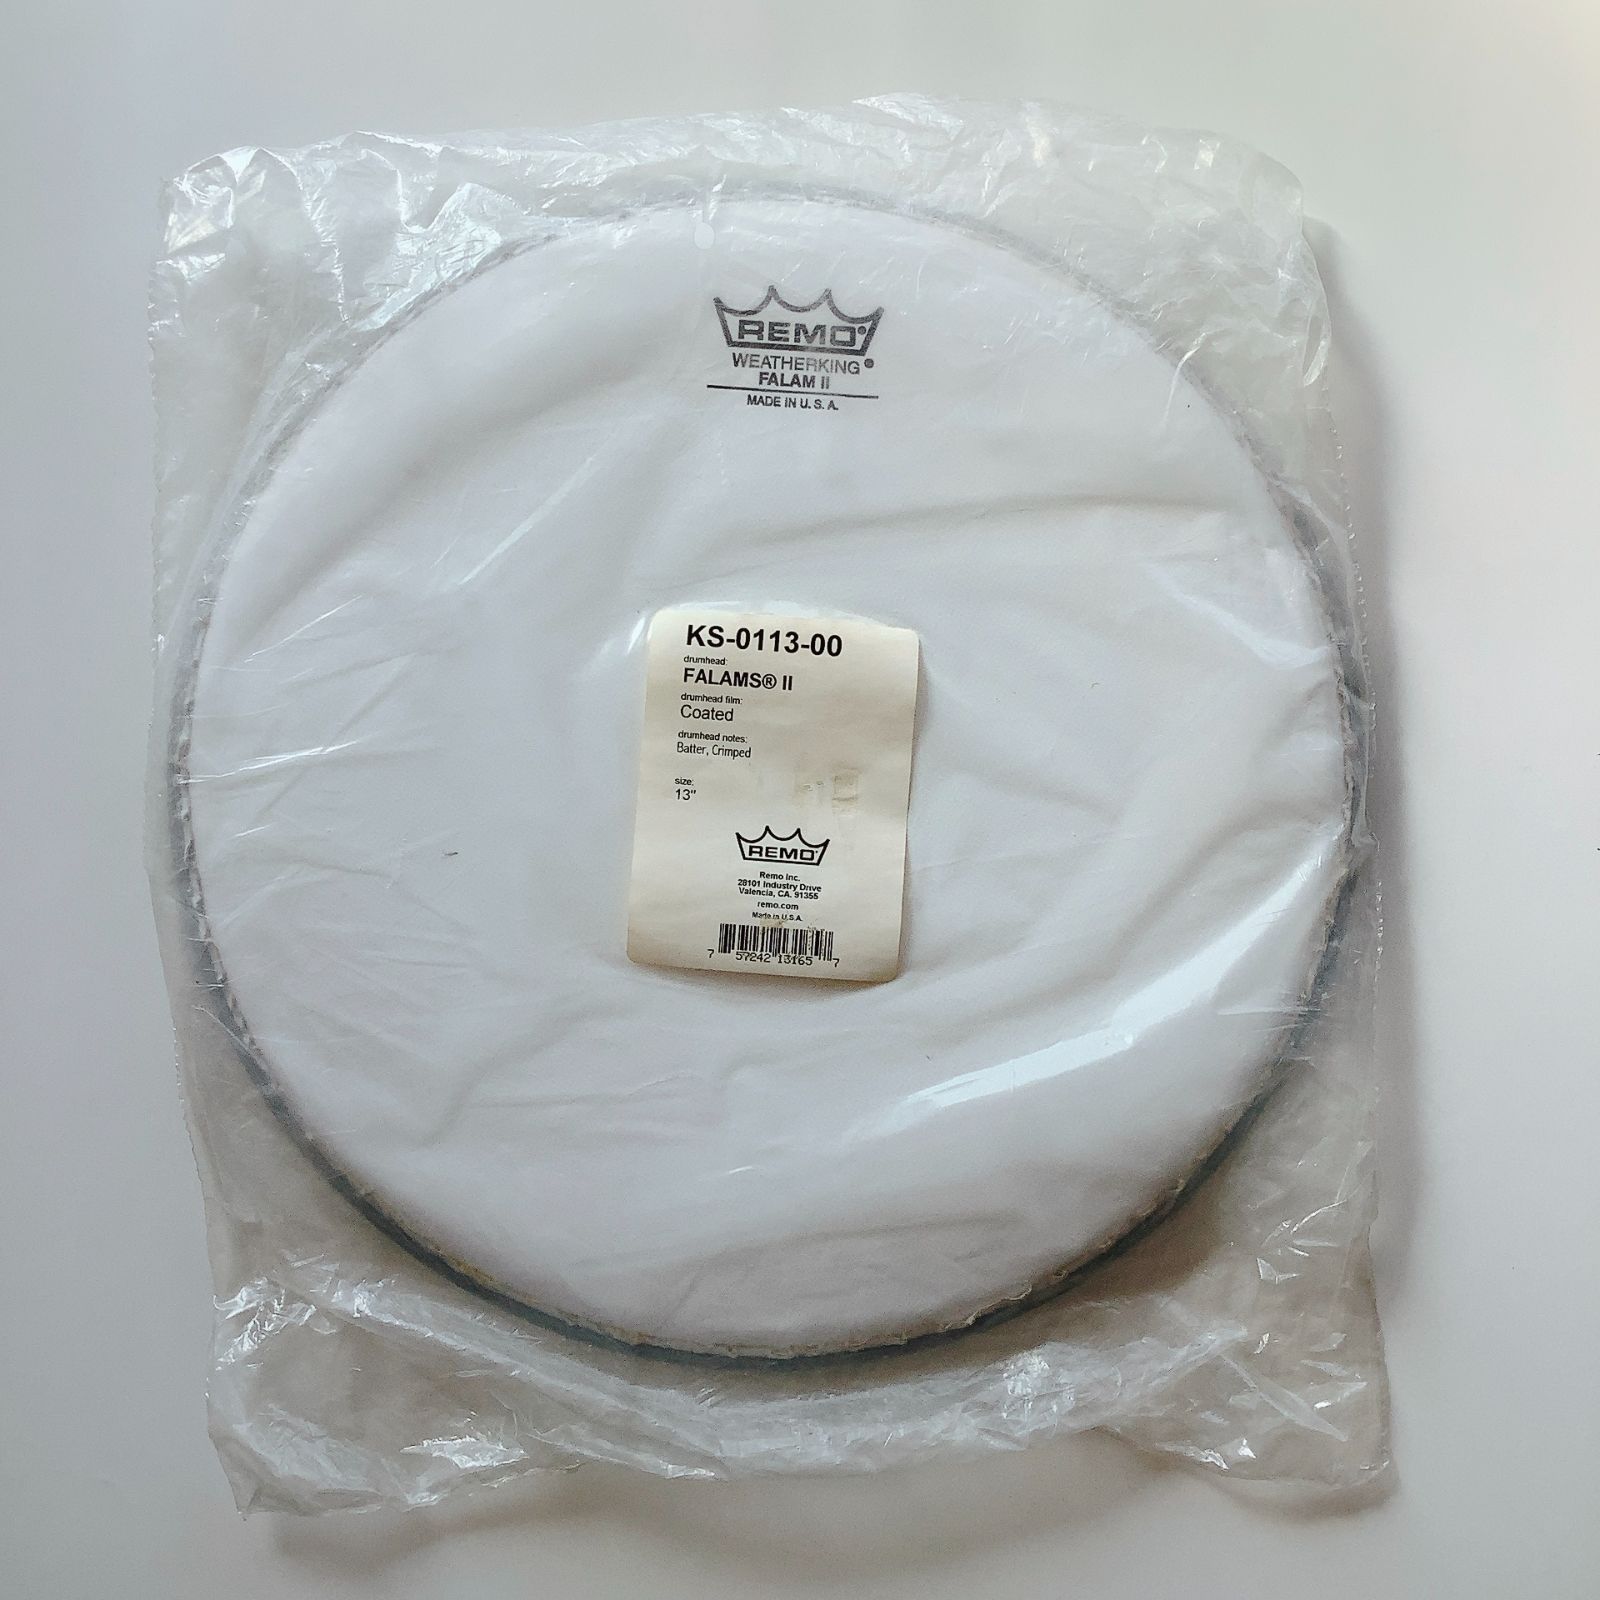 REMO®
WEATHERKING®
FALAM II
MADE IN U. S. A.
KS-0113-00
drumhead:
FALAMS® II
drumhead film:
Coated
drumhead notes:
Batter, Crimped
size:
13"
REMO
Remo Inc.
28101 Industry Drive
Valencia, CA. 91355
remo.com
Made in U.S.A.
7 57242 13165 7